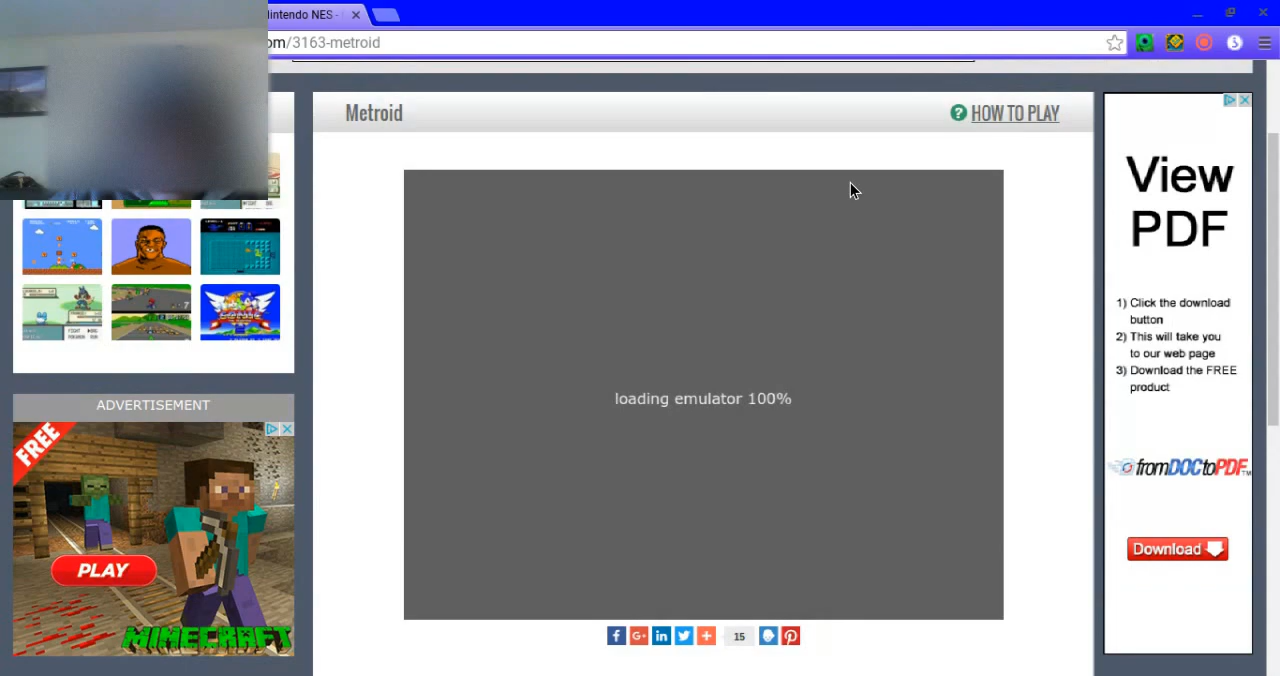 intendo NES -
om/3163-metroid
Metroid
? HOW TO PLAY
loading emulator 100%
15
ADVERTISEMENT
FREE
PLAY
MINECRAFT
View
PDF
1) Click the download
button
2) This will take you
to our web page
3) Download the FREE
product
fromDOCtoPDF
Download